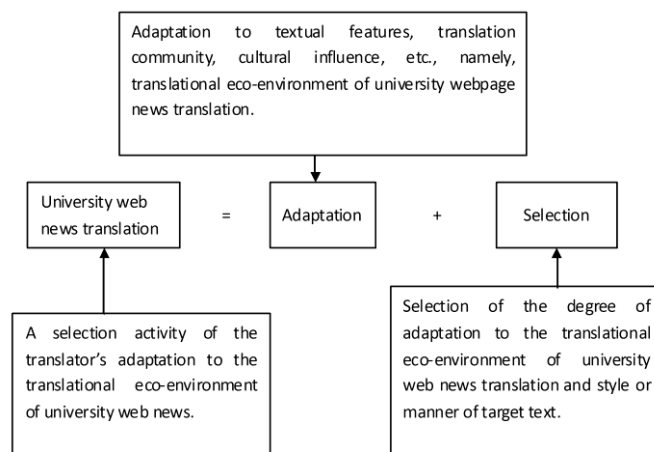 Adaptation to textual features, translation
community, cultural influence, etc., namely,
translational eco-environment of university webpage
news translation.
University web
news translation
=
Adaptation
+
Selection
A selection activity of the
translator's adaptation to the
translational eco-environment
of university web news.
Selection of the degree of
adaptation to the translational
eco-environment of university
web news translation and style or
manner of target text.